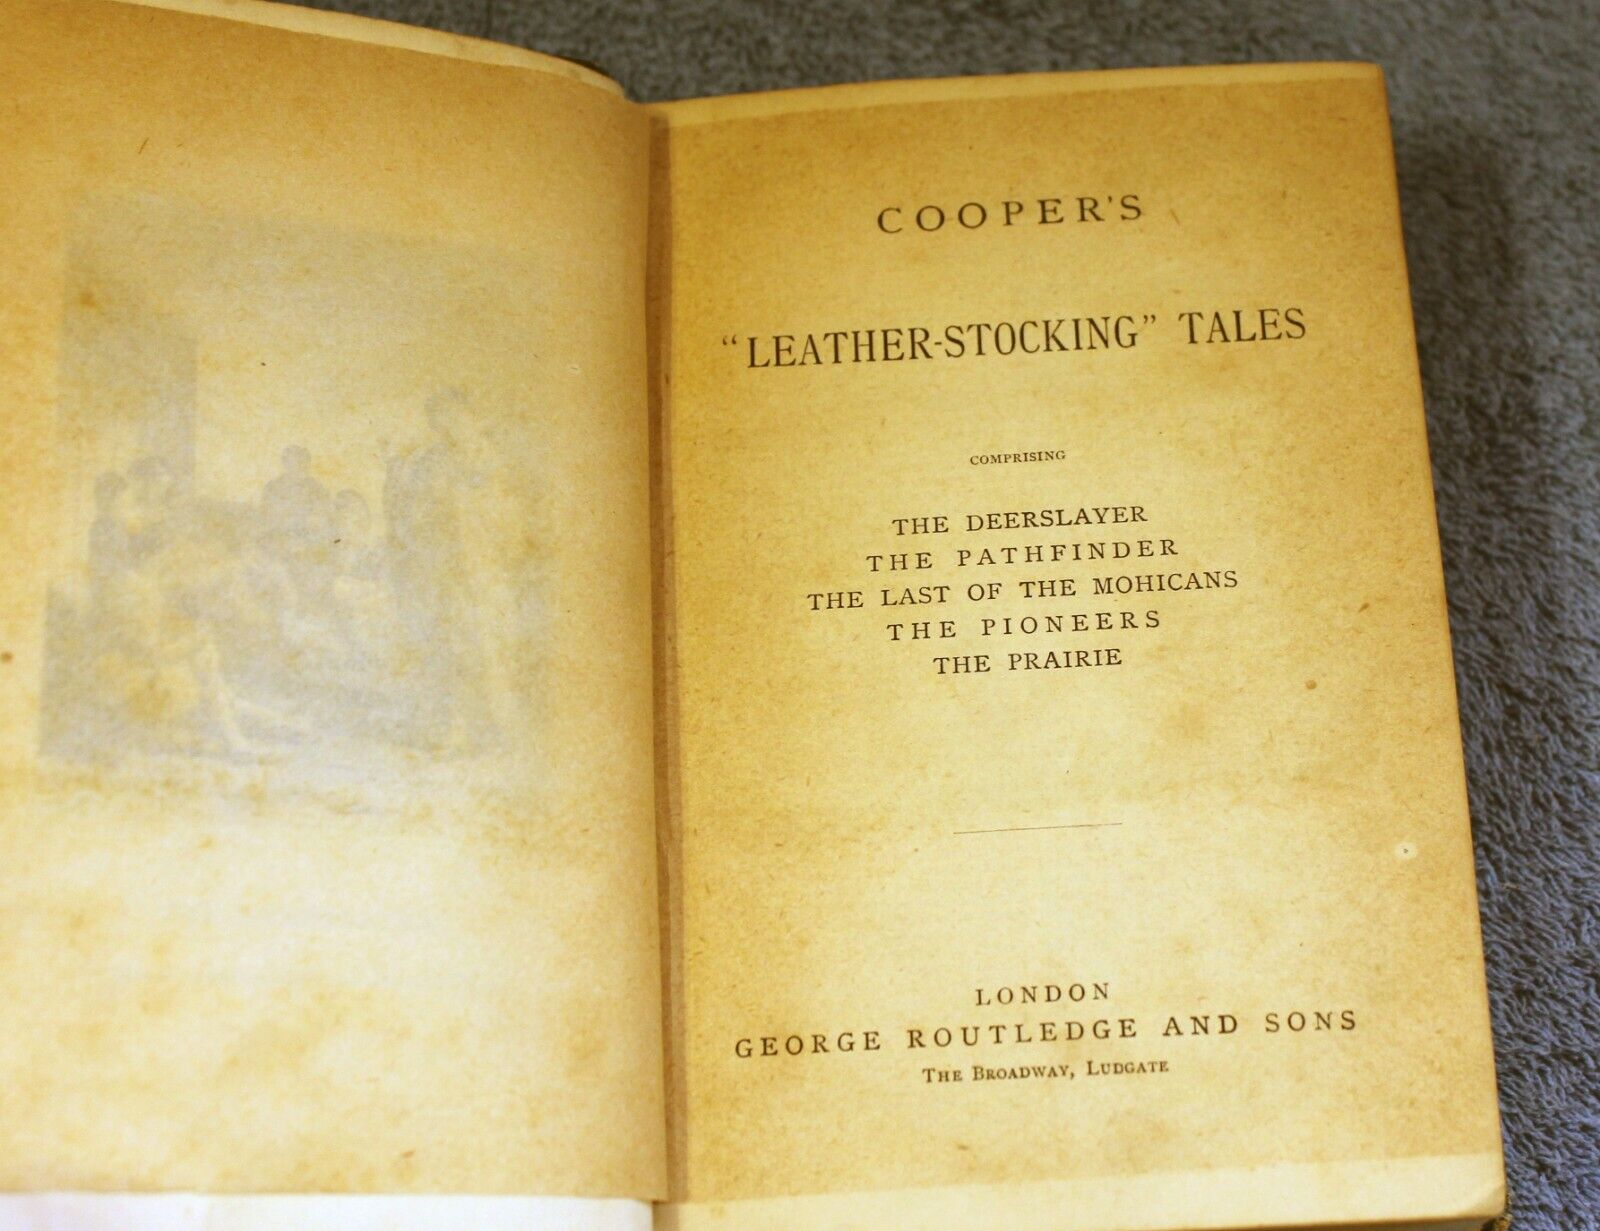 COOPER'S
"LEATHER-STOCKING" TALES
COMPRISING
THE DEERSLAYER
THE PATHFINDER
THE LAST OF THE MOHICANS
THE PIONEERS
THE PRAIRIE
LONDON
GEORGE ROUTLEDGE AND SONS
THE BROADWAY, LUDGATE